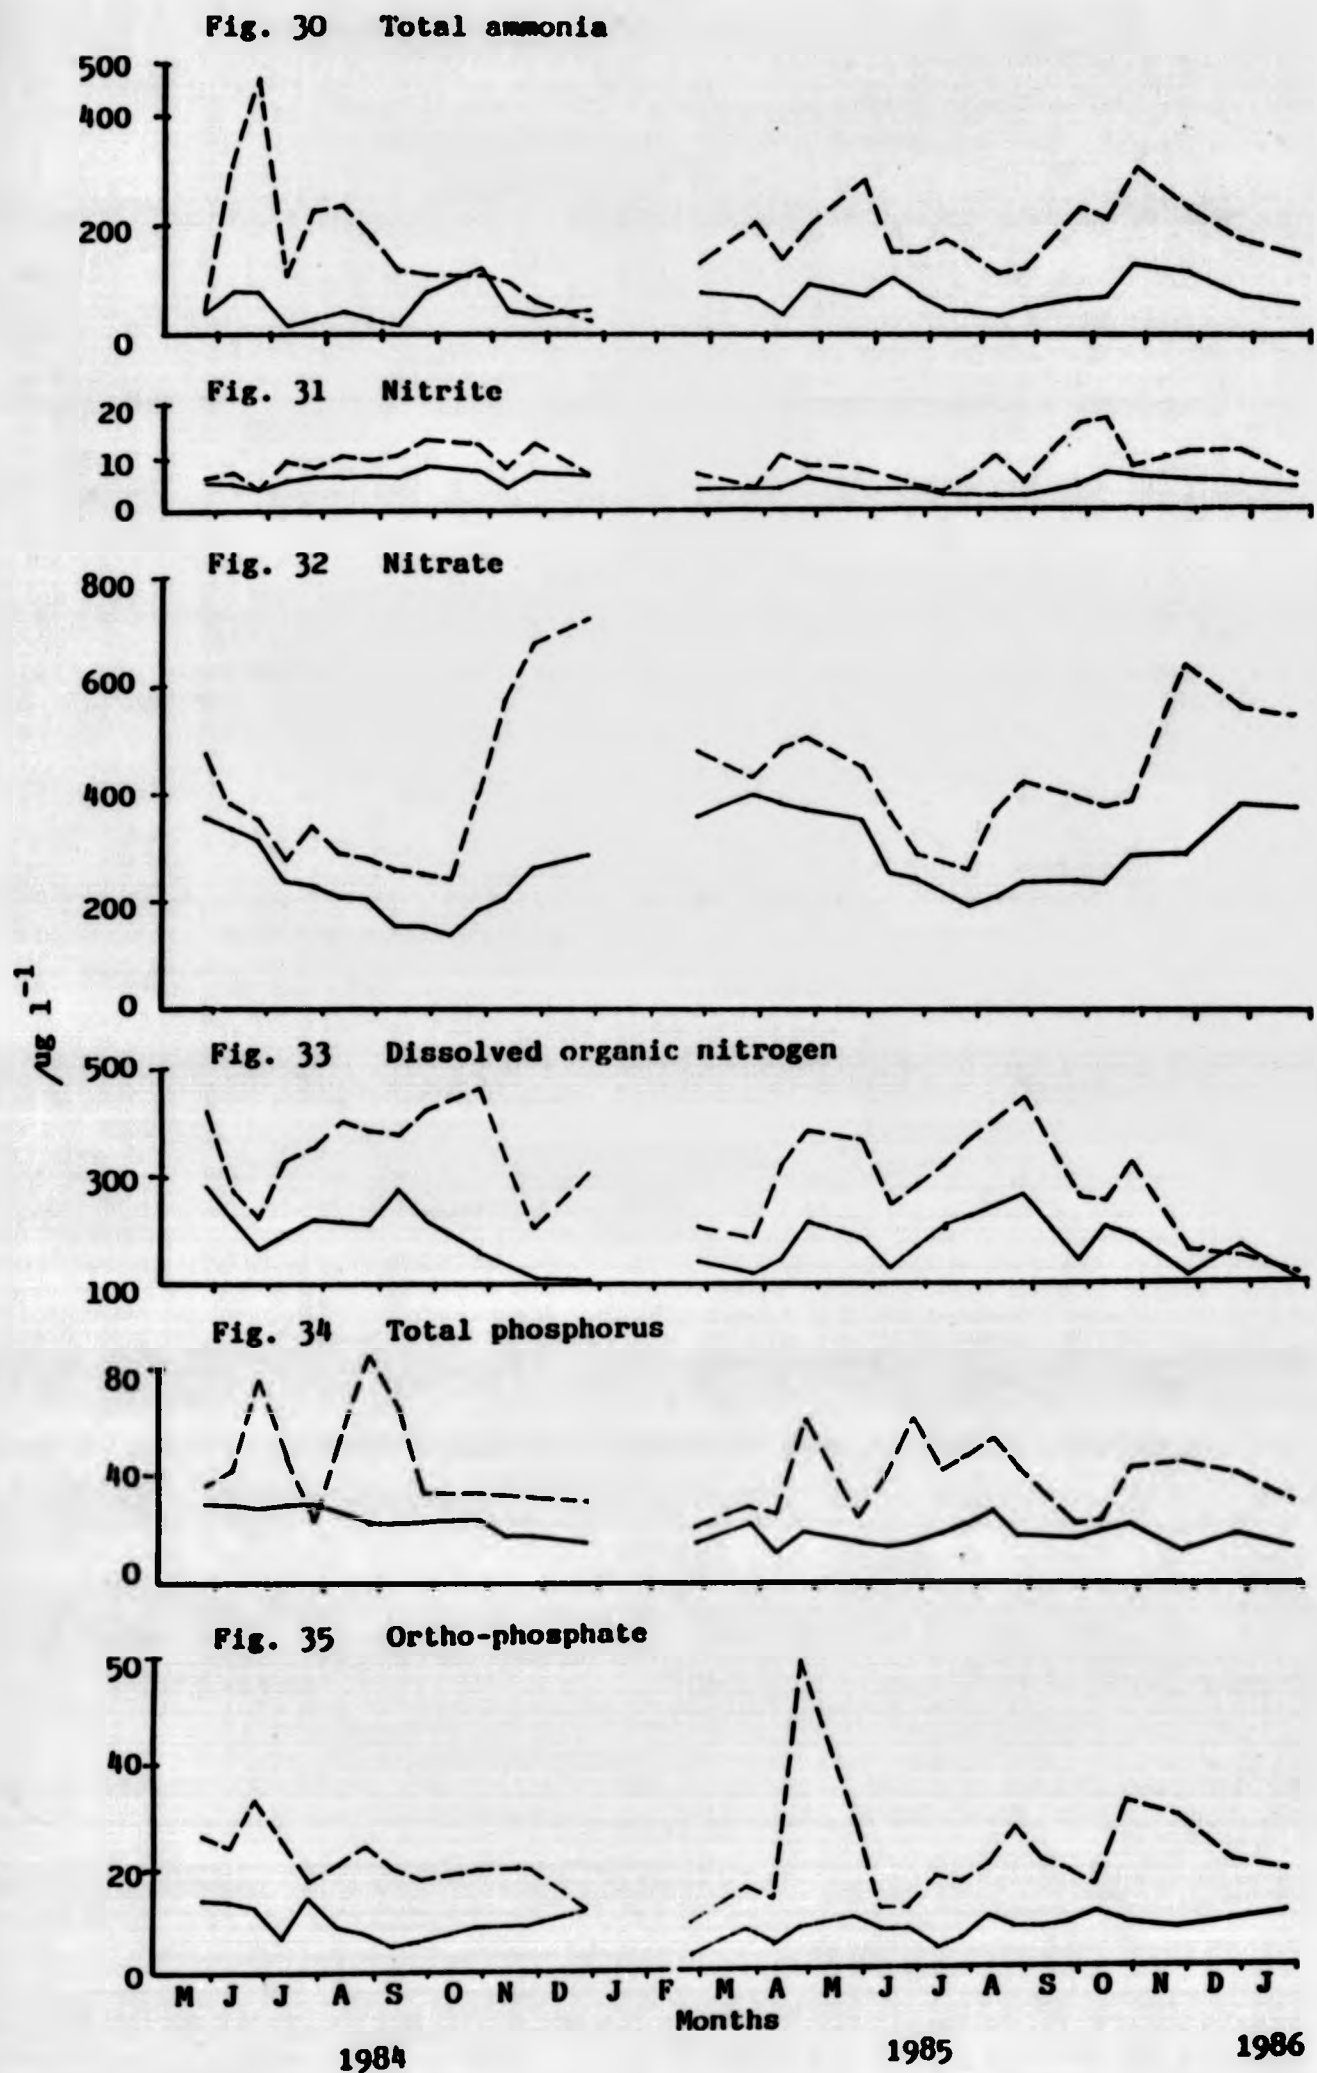 Fig. 30 Total ammonia
500
400
200
0
Fig. 31 Nitrite
20
10
0
Fig. 32 Nitrate
800
600
400
200
0
/ug l-1
Fig. 33 Dissolved organic nitrogen
500
300
100
Fig. 34 Total phosphorus
80
40
0
Fig. 35 Ortho-phosphate
50
40
20
0
M J J A S O N D J F M A M J J A S O N D J
Months
1984 1985 1986